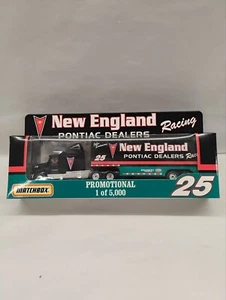 New England Racing
PONTIAC DEALERS
New England
25 PONTIAC DEALERS
MATCHBOX
PROMOTIONAL
1 of 5,000
25